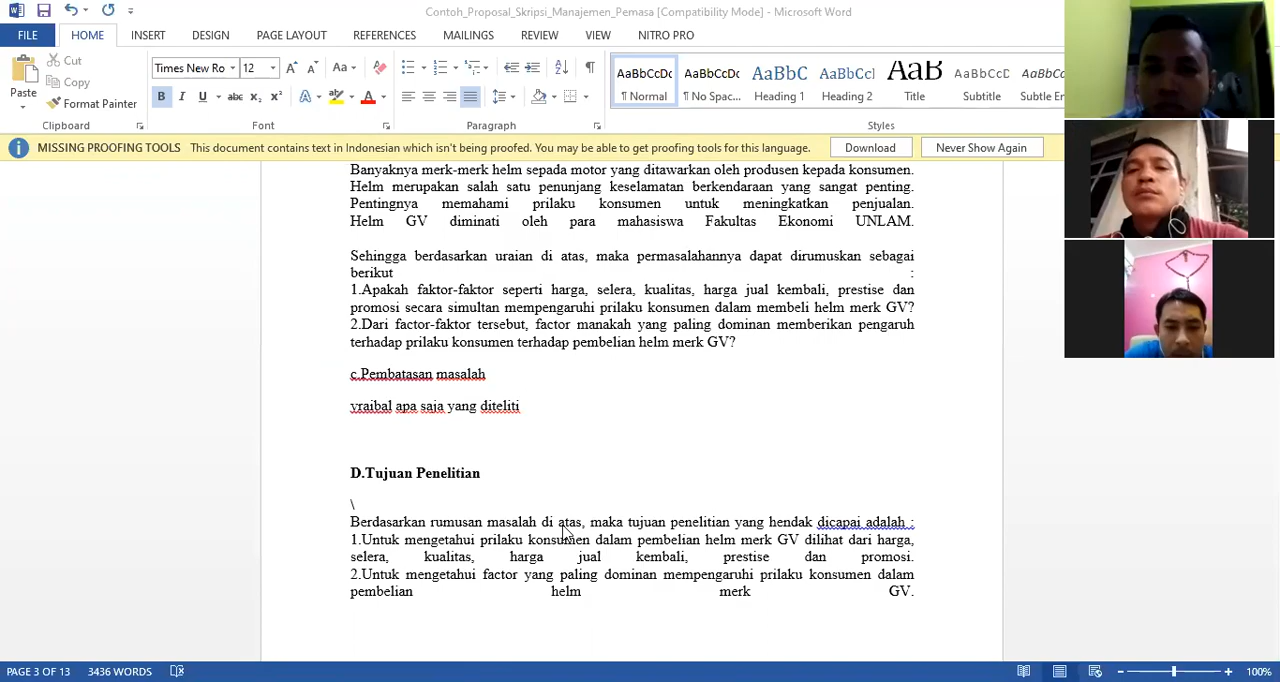 Contoh_Proposal_Skripsi_Manajemen_Pemasa [Compatibility Mode] - Microsoft Word
FILE HOME INSERT DESIGN PAGE LAYOUT REFERENCES MAILINGS REVIEW VIEW NITRO PRO
Paste
Cut
Copy
Format Painter
Clipboard
Times New Ro 12
Font
Paragraph
AaBbCcDc AaBbCcDc AaBbC AaBbCcI AaB AaBbCcD AaBbCcDc
¶ Normal ¶ No Spac... Heading 1 Heading 2 Title Subtitle Subtle Em
Styles
MISSING PROOFING TOOLS This document contains text in Indonesian which isn't being proofed. You may be able to get proofing tools for this language. Download Never Show Again
Banyaknya merk-merk helm sepada motor yang ditawarkan oleh produsen kepada konsumen.
Helm merupakan salah satu penunjang keselamatan berkendaraan yang sangat penting.
Pentingnya memahami prilaku konsumen untuk meningkatkan penjualan.
Helm GV diminati oleh para mahasiswa Fakultas Ekonomi UNLAM.
Sehingga berdasarkan uraian di atas, maka permasalahannya dapat dirumuskan sebagai
berikut :
1.Apakah faktor-faktor seperti harga, selera, kualitas, harga jual kembali, prestise dan
promosi secara simultan mempengaruhi prilaku konsumen dalam membeli helm merk GV?
2.Dari factor-faktor tersebut, factor manakah yang paling dominan memberikan pengaruh
terhadap prilaku konsumen terhadap pembelian helm merk GV?
c.Pembatasan masalah
vraibal apa saja yang diteliti
D.Tujuan Penelitian
\
Berdasarkan rumusan masalah di atas, maka tujuan penelitian yang hendak dicapai adalah :
1.Untuk mengetahui prilaku konsumen dalam pembelian helm merk GV dilihat dari harga,
selera, kualitas, harga jual kembali, prestise dan promosi.
2.Untuk mengetahui factor yang paling dominan mempengaruhi prilaku konsumen dalam
pembelian helm merk GV.
PAGE 3 OF 13 3436 WORDS 100%